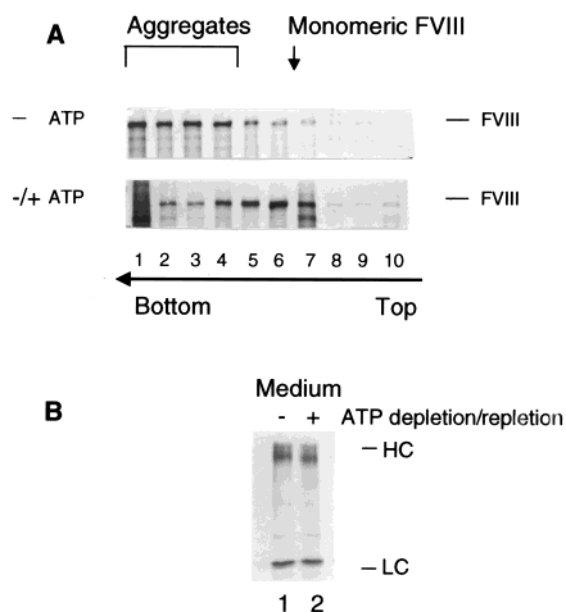 A
Aggregates
Monomeric FVIII
– ATP
— FVIII
-/+ ATP
— FVIII
1 2 3 4 5 6 7 8 9 10
Bottom
Top
B
Medium
- + ATP depletion/repletion
– HC
– LC
1 2